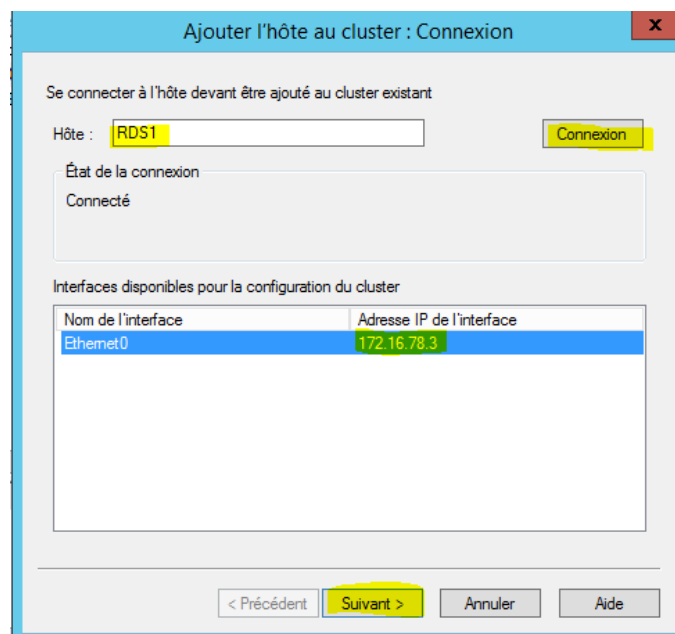 Ajouter l'hôte au cluster : Connexion
x
Se connecter à l'hôte devant être ajouté au cluster existant
Hôte : RDS1 Connexion
État de la connexion
Connecté
Interfaces disponibles pour la configuration du cluster
Nom de l'interface Adresse IP de l'interface
Ethernet0 172.16.78.3
< Précédent Suivant > Annuler Aide